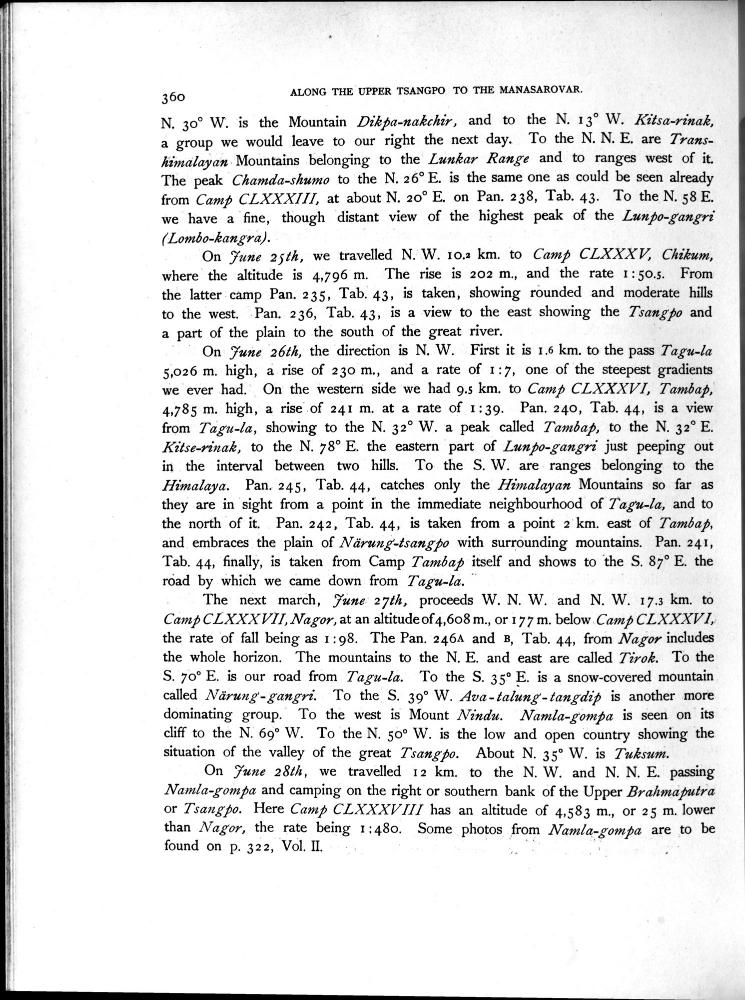 360
ALONG THE UPPER TSANGPO TO THE MANASAROVAR.
N. 30° W. is the Mountain Dikpa-nakchir, and to the N. 13° W. Kitsa-rinak,
a group we would leave to our right the next day. To the N. N. E. are Trans-
himalayan Mountains belonging to the Lunkar Range and to ranges west of it.
The peak Chamda-shumo to the N. 26° E. is the same one as could be seen already
from Camp CLXXXIII, at about N. 20° E. on Pan. 238, Tab. 43. To the N. 58 E.
we have a fine, though distant view of the highest peak of the Lunpo-gangri
(Lombo-kangra).
On June 25th, we travelled N. W. 10.2 km. to Camp CLXXXV, Chikum,
where the altitude is 4,796 m. The rise is 202 m., and the rate 1:50.5. From
the latter camp Pan. 235, Tab. 43, is taken, showing rounded and moderate hills
to the west. Pan. 236, Tab. 43, is a view to the east showing the Tsangpo and
a part of the plain to the south of the great river.
On June 26th, the direction is N. W. First it is 1.6 km. to the pass Tagu-la
5,026 m. high, a rise of 230 m., and a rate of 1:7, one of the steepest gradients
we ever had. On the western side we had 9.5 km. to Camp CLXXXVI, Tambap,
4,785 m. high, a rise of 241 m. at a rate of 1:39. Pan. 240, Tab. 44, is a view
from Tagu-la, showing to the N. 32° W. a peak called Tambap, to the N. 32° E.
Kitse-rinak, to the N. 78° E. the eastern part of Lunpo-gangri just peeping out
in the interval between two hills. To the S. W. are ranges belonging to the
Himalaya. Pan. 245, Tab. 44, catches only the Himalayan Mountains so far as
they are in sight from a point in the immediate neighbourhood of Tagu-la, and to
the north of it. Pan. 242, Tab. 44, is taken from a point 2 km. east of Tambap,
and embraces the plain of Närung-tsangpo with surrounding mountains. Pan. 241,
Tab. 44, finally, is taken from Camp Tambap itself and shows to the S. 87° E. the
road by which we came down from Tagu-la.
The next march, June 27th, proceeds W. N. W. and N. W. 17.3 km. to
Camp CLXXXVII, Nagor, at an altitude of 4,608 m., or 177 m. below Camp CLXXXVI,
the rate of fall being as 1:98. The Pan. 246A and B, Tab. 44, from Nagor includes
the whole horizon. The mountains to the N. E. and east are called Tirok. To the
S. 70° E. is our road from Tagu-la. To the S. 35° E. is a snow-covered mountain
called Närung-gangri. To the S. 39° W. Ava-talung-tangdip is another more
dominating group. To the west is Mount Nindu. Namla-gompa is seen on its
cliff to the N. 69° W. To the N. 50° W. is the low and open country showing the
situation of the valley of the great Tsangpo. About N. 35° W. is Tuksum.
On June 28th, we travelled 12 km. to the N. W. and N. N. E. passing
Namla-gompa and camping on the right or southern bank of the Upper Brahmaputra
or Tsangpo. Here Camp CLXXXVIII has an altitude of 4,583 m., or 25 m. lower
than Nagor, the rate being 1:480. Some photos from Namla-gompa are to be
found on p. 322, Vol. II.